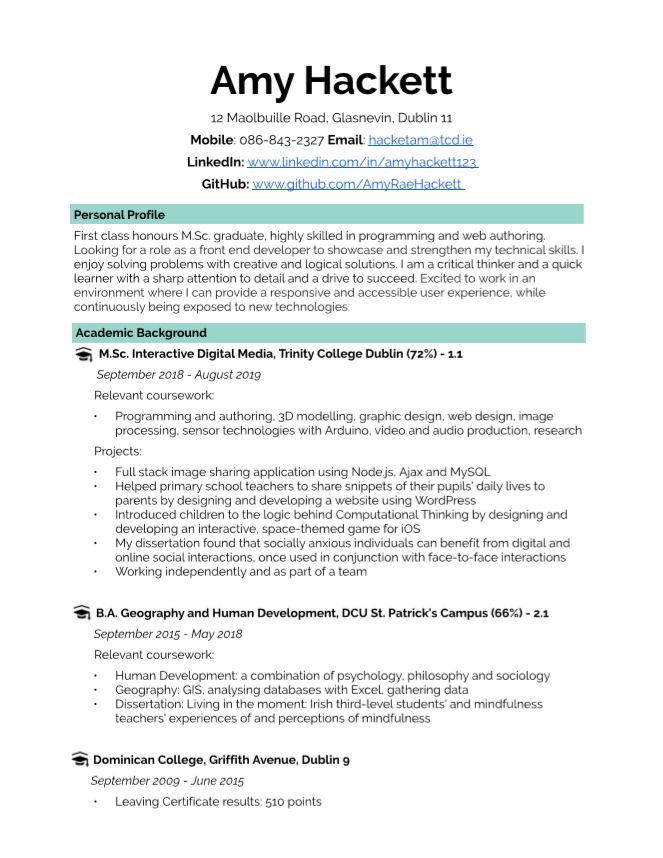 Amy Hackett
12 Maolbuille Road, Glasnevin, Dublin 11
Mobile: 086-843-2327 Email: hacketam@tcd.ie
LinkedIn: www.linkedin.com/in/amyhackett123
GitHub: www.github.com/AmyRaeHackett
Personal Profile
First class honours M.Sc. graduate, highly skilled in programming and web authoring.
Looking for a role as a front end developer to showcase and strengthen my technical skills. I
enjoy solving problems with creative and logical solutions. I am a critical thinker and a quick
learner with a sharp attention to detail and a drive to succeed. Excited to work in an
environment where I can provide a responsive and accessible user experience, while
continuously being exposed to new technologies.
Academic Background
M.Sc. Interactive Digital Media, Trinity College Dublin (72%) - 1.1
September 2018 - August 2019
Relevant coursework:
• Programming and authoring, 3D modelling, graphic design, web design, image
processing, sensor technologies with Arduino, video and audio production, research
Projects:
• Full stack image sharing application using Node.js, Ajax and MySQL
• Helped primary school teachers to share snippets of their pupils' daily lives to
parents by designing and developing a website using WordPress
• Introduced children to the logic behind Computational Thinking by designing and
developing an interactive, space-themed game for iOS
• My dissertation found that socially anxious individuals can benefit from digital and
online social interactions, once used in conjunction with face-to-face interactions
• Working independently and as part of a team
B.A. Geography and Human Development, DCU St. Patrick's Campus (66%) - 2.1
September 2015 - May 2018
Relevant coursework:
• Human Development: a combination of psychology, philosophy and sociology
• Geography: GIS, analysing databases with Excel, gathering data
• Dissertation: Living in the moment: Irish third-level students' and mindfulness
teachers' experiences of and perceptions of mindfulness
Dominican College, Griffith Avenue, Dublin 9
September 2009 - June 2015
• Leaving Certificate results: 510 points